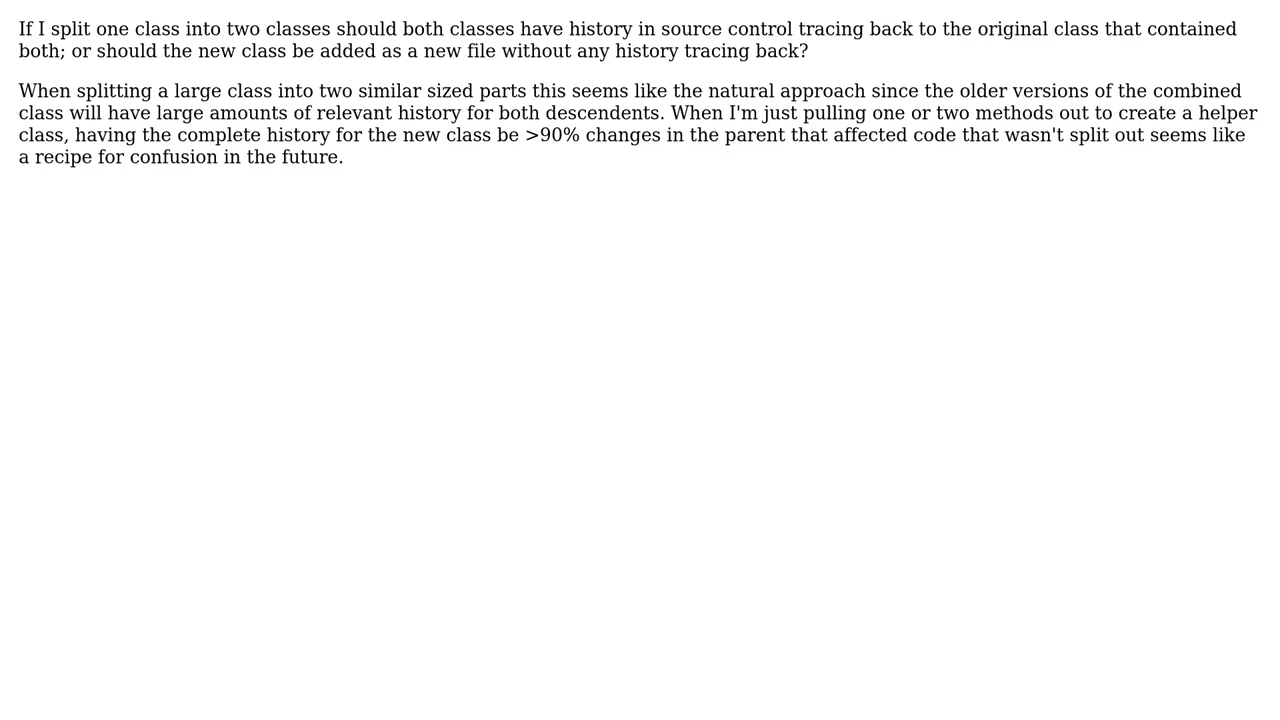 If I split one class into two classes should both classes have history in source control tracing back to the original class that contained
both; or should the new class be added as a new file without any history tracing back?
When splitting a large class into two similar sized parts this seems like the natural approach since the older versions of the combined
class will have large amounts of relevant history for both descendents. When I'm just pulling one or two methods out to create a helper
class, having the complete history for the new class be >90% changes in the parent that affected code that wasn't split out seems like
a recipe for confusion in the future.